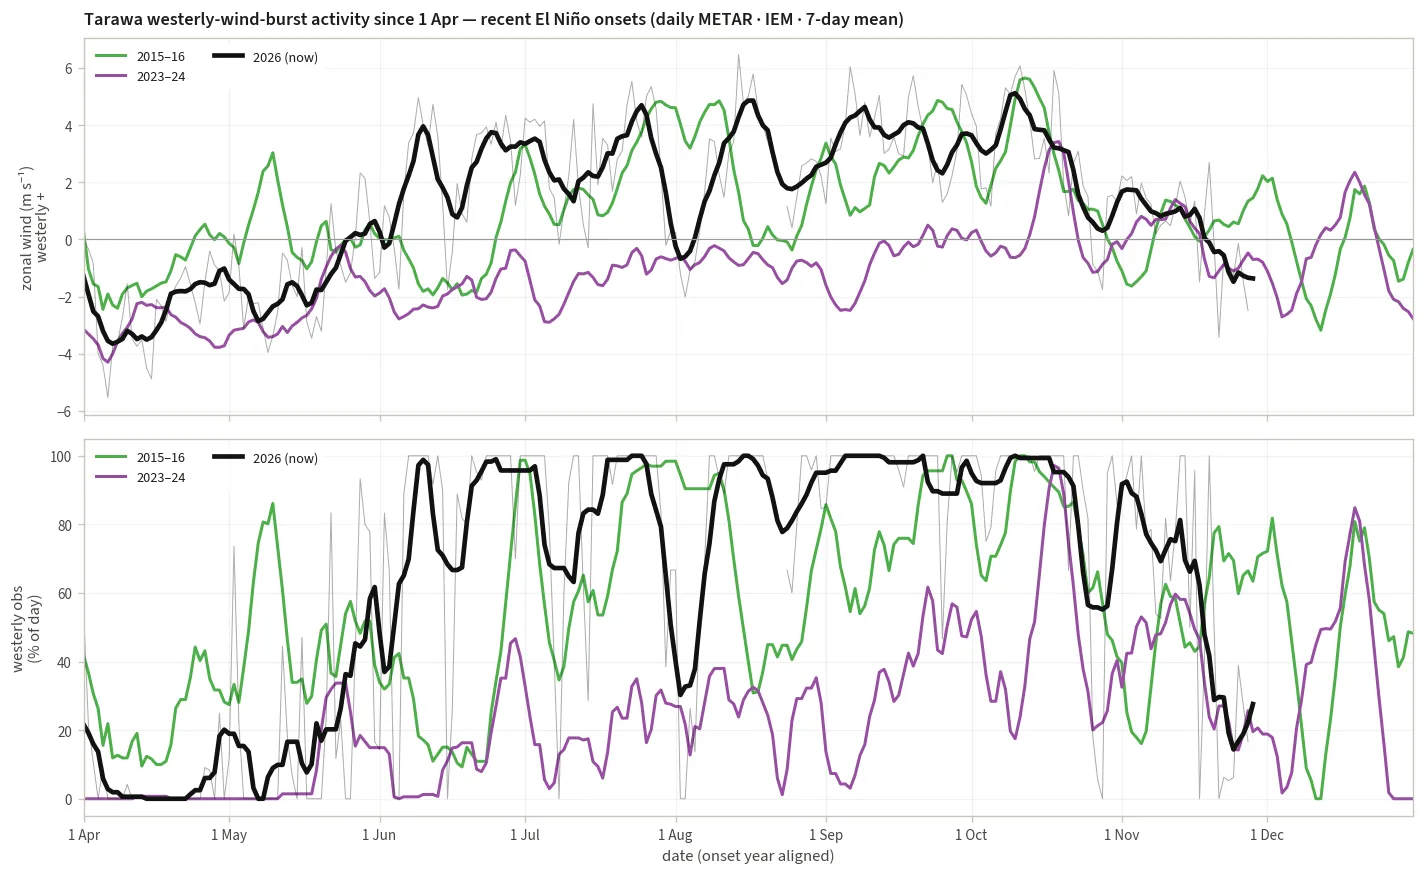 Tarawa westerly-wind-burst activity since 1 Apr — recent El Niño onsets (daily METAR · IEM · 7-day mean)
2015–16
2023–24
2026 (now)
zonal wind (m s⁻¹)
westerly +
6
4
2
0
−2
−4
−6
2015–16
2023–24
2026 (now)
westerly obs
(% of day)
100
80
60
40
20
0
1 Apr
1 May
1 Jun
1 Jul
1 Aug
1 Sep
1 Oct
1 Nov
1 Dec
date (onset year aligned)